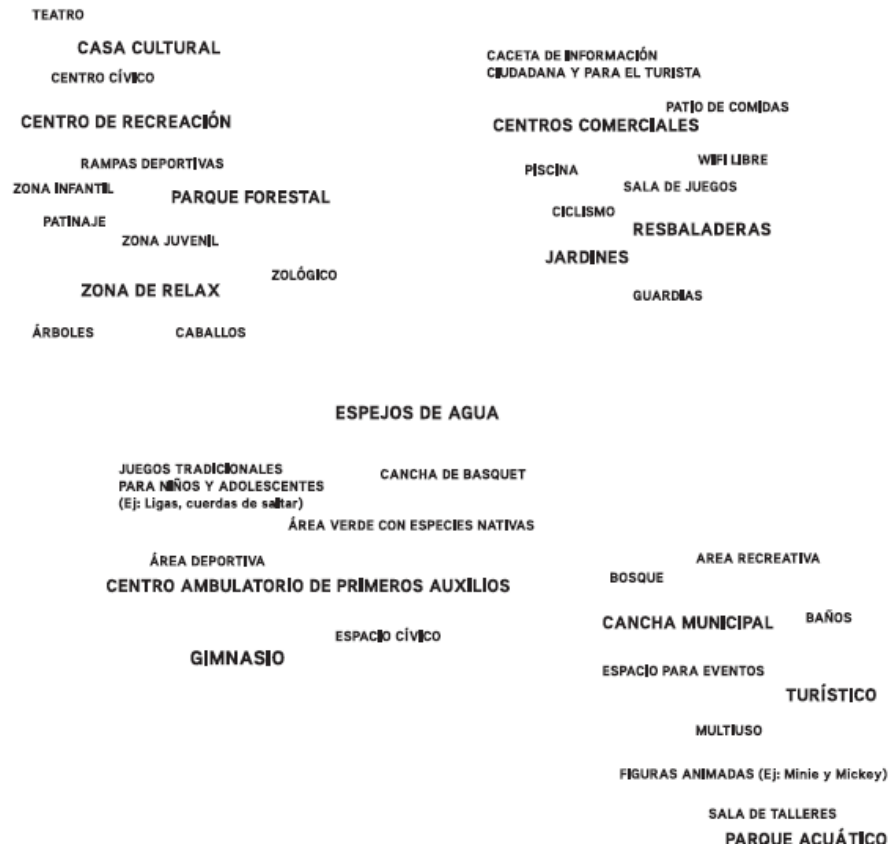 TEATRO
CASA CULTURAL
CENTRO CÍVICO
CENTRO DE RECREACIÓN
RAMPAS DEPORTIVAS
ZONA INFANTIL
PARQUE FORESTAL
PATINAJE
ZONA JUVENIL
ZOLÓGICO
ZONA DE RELAX
ÁRBOLES
CABALLOS
CACETA DE INFORMACIÓN
CIUDADANA Y PARA EL TURISTA
PATIO DE COMIDAS
CENTROS COMERCIALES
WIFI LIBRE
PISCINA
SALA DE JUEGOS
CICLISMO
RESBALADERAS
JARDINES
GUARDIAS
ESPEJOS DE AGUA
JUEGOS TRADICIONALES
PARA NIÑOS Y ADOLESCENTES
(Ej: Ligas, cuerdas de saltar)
CANCHA DE BASQUET
ÁREA VERDE CON ESPECIES NATIVAS
ÁREA DEPORTIVA
CENTRO AMBULATORIO DE PRIMEROS AUXILIOS
ESPACIO CÍVICO
GIMNASIO
AREA RECREATIVA
BOSQUE
CANCHA MUNICIPAL
BAÑOS
ESPACIO PARA EVENTOS
TURÍSTICO
MULTIUSO
FIGURAS ANIMADAS (Ej: Minie y Mickey)
SALA DE TALLERES
PARQUE ACUÁTICO